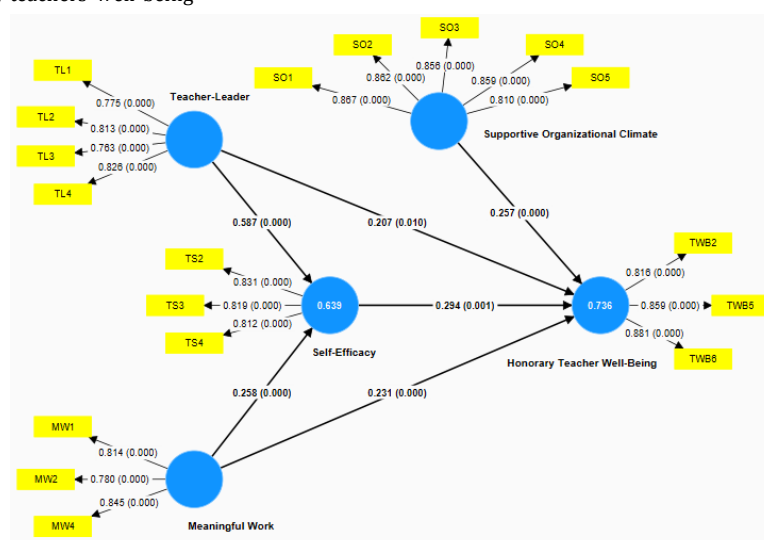 teachers well-being
SO3
SO2
SO4
TL1
SO1
SO5
0.856 (0.000)
0.862 (0.000)
0.859 (0.000)
0.775 (0.000)
Teacher-Leader
0.867 (0.000)
0.810 (0.000)
TL2
0.813 (0.000)
Supportive Organizational Climate
TL3
0.763 (0.000)
TL4
0.826 (0.000)
0.587 (0.000)
0.207 (0.010)
0.257 (0.000)
TS2
TWB2
0.831 (0.000)
0.816 (0.000)
TS3
0.819 (0.000)
0.639
0.294 (0.001)
0.736
0.859 (0.000)
TWB5
TS4
0.812 (0.000)
0.881 (0.000)
Self-Efficacy
Honorary Teacher Well-Being
TWB6
0.258 (0.000)
0.231 (0.000)
MW1
0.814 (0.000)
MW2
0.780 (0.000)
0.845 (0.000)
MW4
Meaningful Work